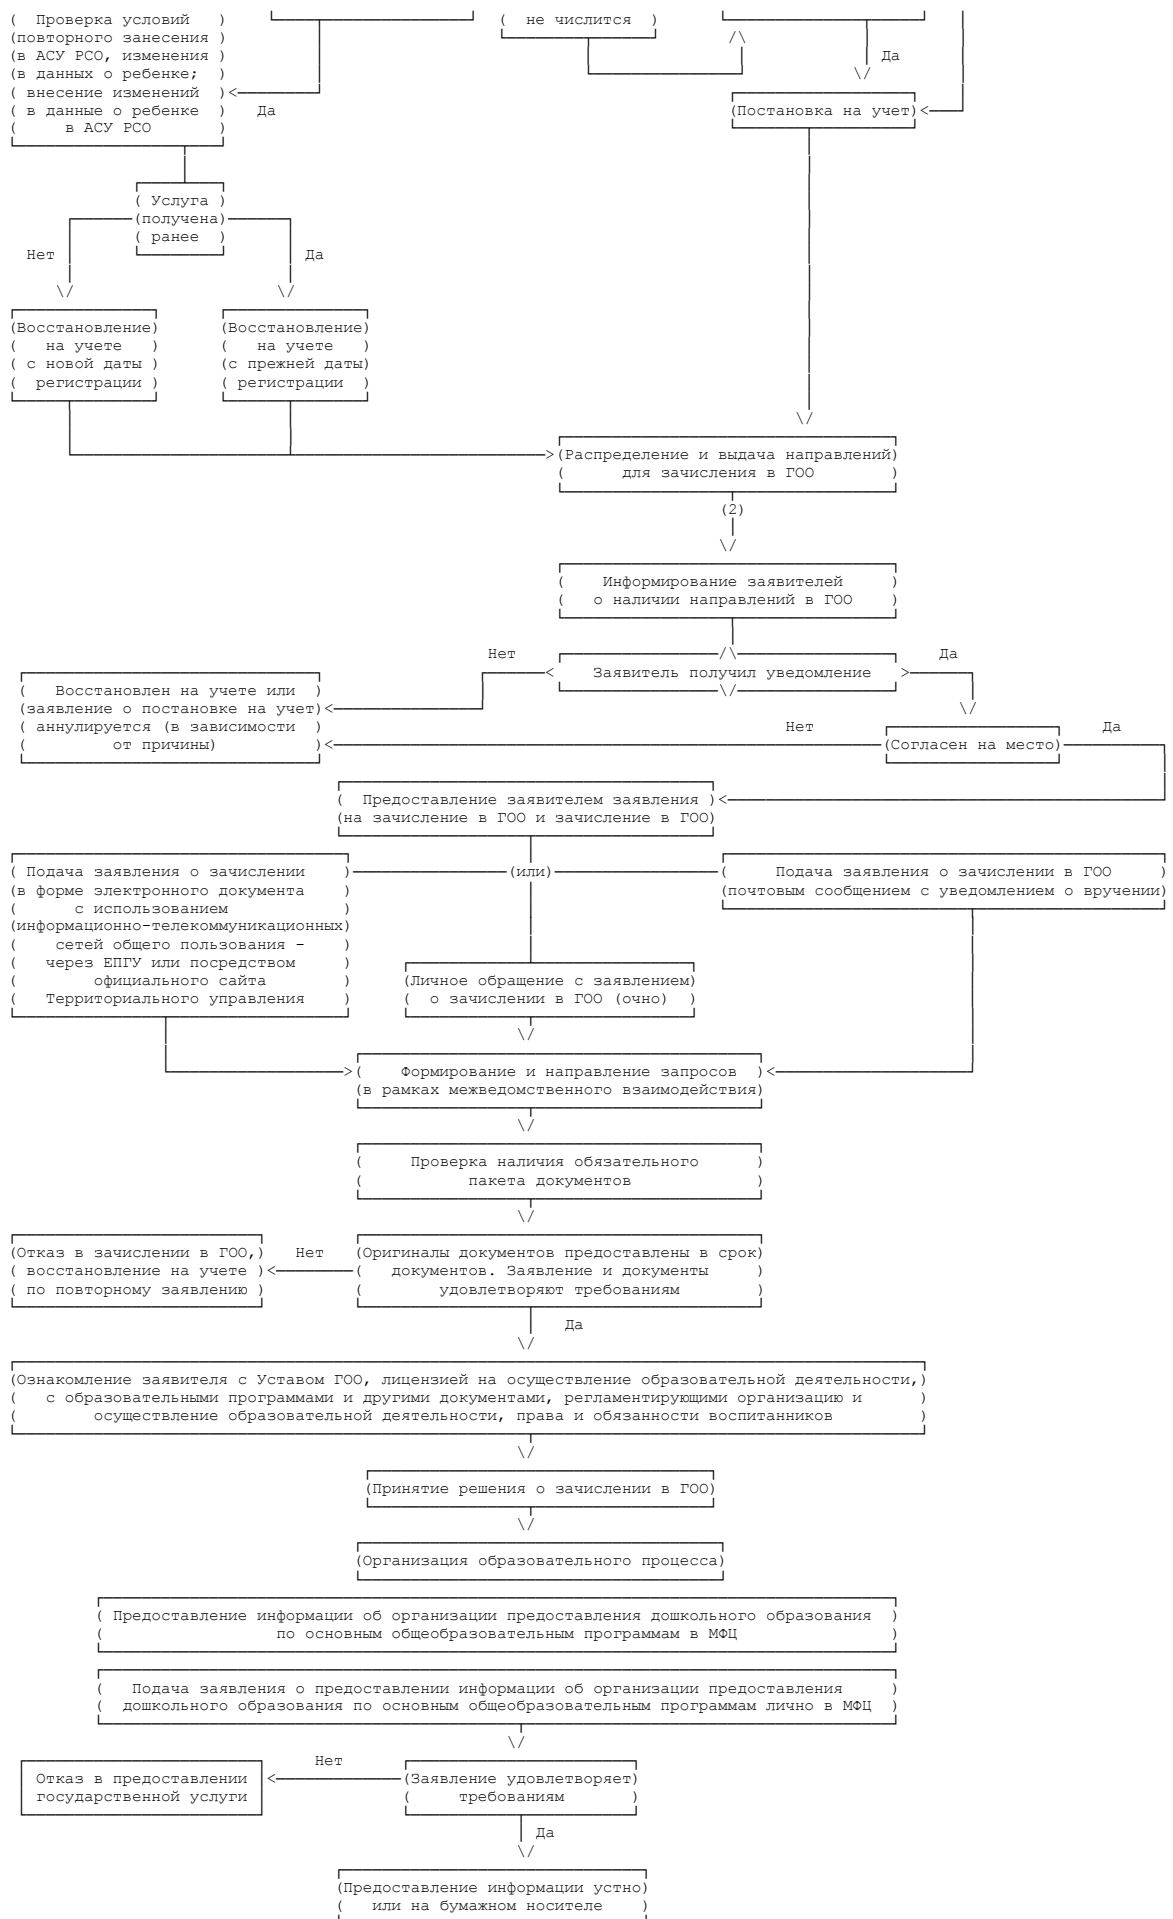 Проверка условий
повторного занесения
в АСУ РСО, изменения
в данных о ребенке;
внесение изменений
в данные о ребенке
в АСУ РСО
Да
не числится
Да
Постановка на учет
Услуга
получена
ранее
Нет
Да
Восстановление
на учете
с новой даты
регистрации
Восстановление
на учете
с прежней даты
регистрации
Распределение и выдача направлений
для зачисления в ГОО
(2)
Информирование заявителей
о наличии направлений в ГОО
Нет
Заявитель получил уведомление
Да
Восстановлен на учете или
заявление о постановке на учет
аннулируется (в зависимости
от причины)
Нет
Согласен на место
Да
Предоставление заявителем заявления
на зачисление в ГОО и зачисление в ГОО
Подача заявления о зачислении
в форме электронного документа
с использованием
информационно-телекоммуникационных
сетей общего пользования -
через ЕПГУ или посредством
официального сайта
Территориального управления
(или)
Подача заявления о зачислении в ГОО
почтовым сообщением с уведомлением о вручении
Личное обращение с заявлением
о зачислении в ГОО (очно)
Формирование и направление запросов
в рамках межведомственного взаимодействия
Проверка наличия обязательного
пакета документов
Отказ в зачислении в ГОО,
восстановление на учете
по повторному заявлению
Нет
Оригиналы документов предоставлены в срок
документов. Заявление и документы
удовлетворяют требованиям
Да
Ознакомление заявителя с Уставом ГОО, лицензией на осуществление образовательной деятельности,
с образовательными программами и другими документами, регламентирующими организацию и
осуществление образовательной деятельности, права и обязанности воспитанников
Принятие решения о зачислении в ГОО
Организация образовательного процесса
Предоставление информации об организации предоставления дошкольного образования
по основным общеобразовательным программам в МФЦ
Подача заявления о предоставлении информации об организации предоставления
дошкольного образования по основным общеобразовательным программам лично в МФЦ
Отказ в предоставлении
государственной услуги
Нет
Заявление удовлетворяет
требованиям
Да
Предоставление информации устно
или на бумажном носителе